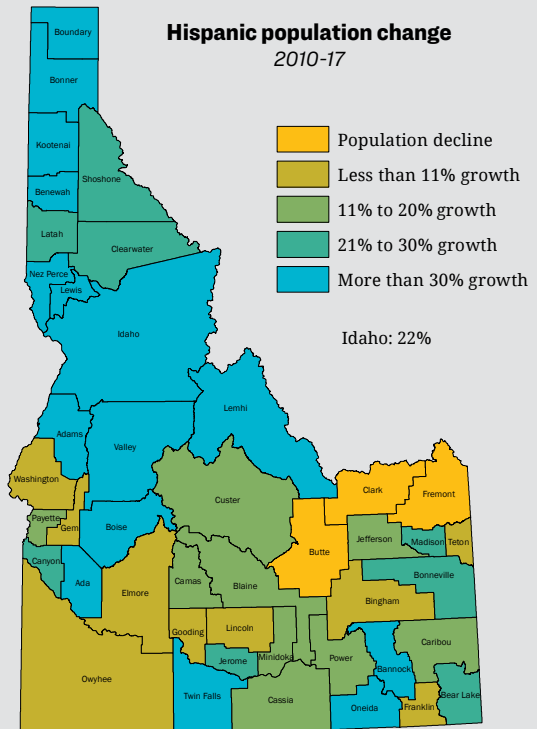 Hispanic population change
2010-17
Population decline
Less than 11% growth
11% to 20% growth
21% to 30% growth
More than 30% growth
Idaho: 22%
Boundary
Bonner
Kootenai
Shoshone
Benewah
Latah
Clearwater
Nez Perce
Lewis
Idaho
Lemhi
Adams
Valley
Washington
Custer
Clark
Fremont
Payette
Gem
Boise
Butte
Jefferson
Madison
Teton
Canyon
Ada
Elmore
Camas
Blaine
Bonneville
Bingham
Gooding
Lincoln
Jerome
Minidoka
Power
Caribou
Bannock
Owyhee
Twin Falls
Cassia
Oneida
Franklin
Bear Lake